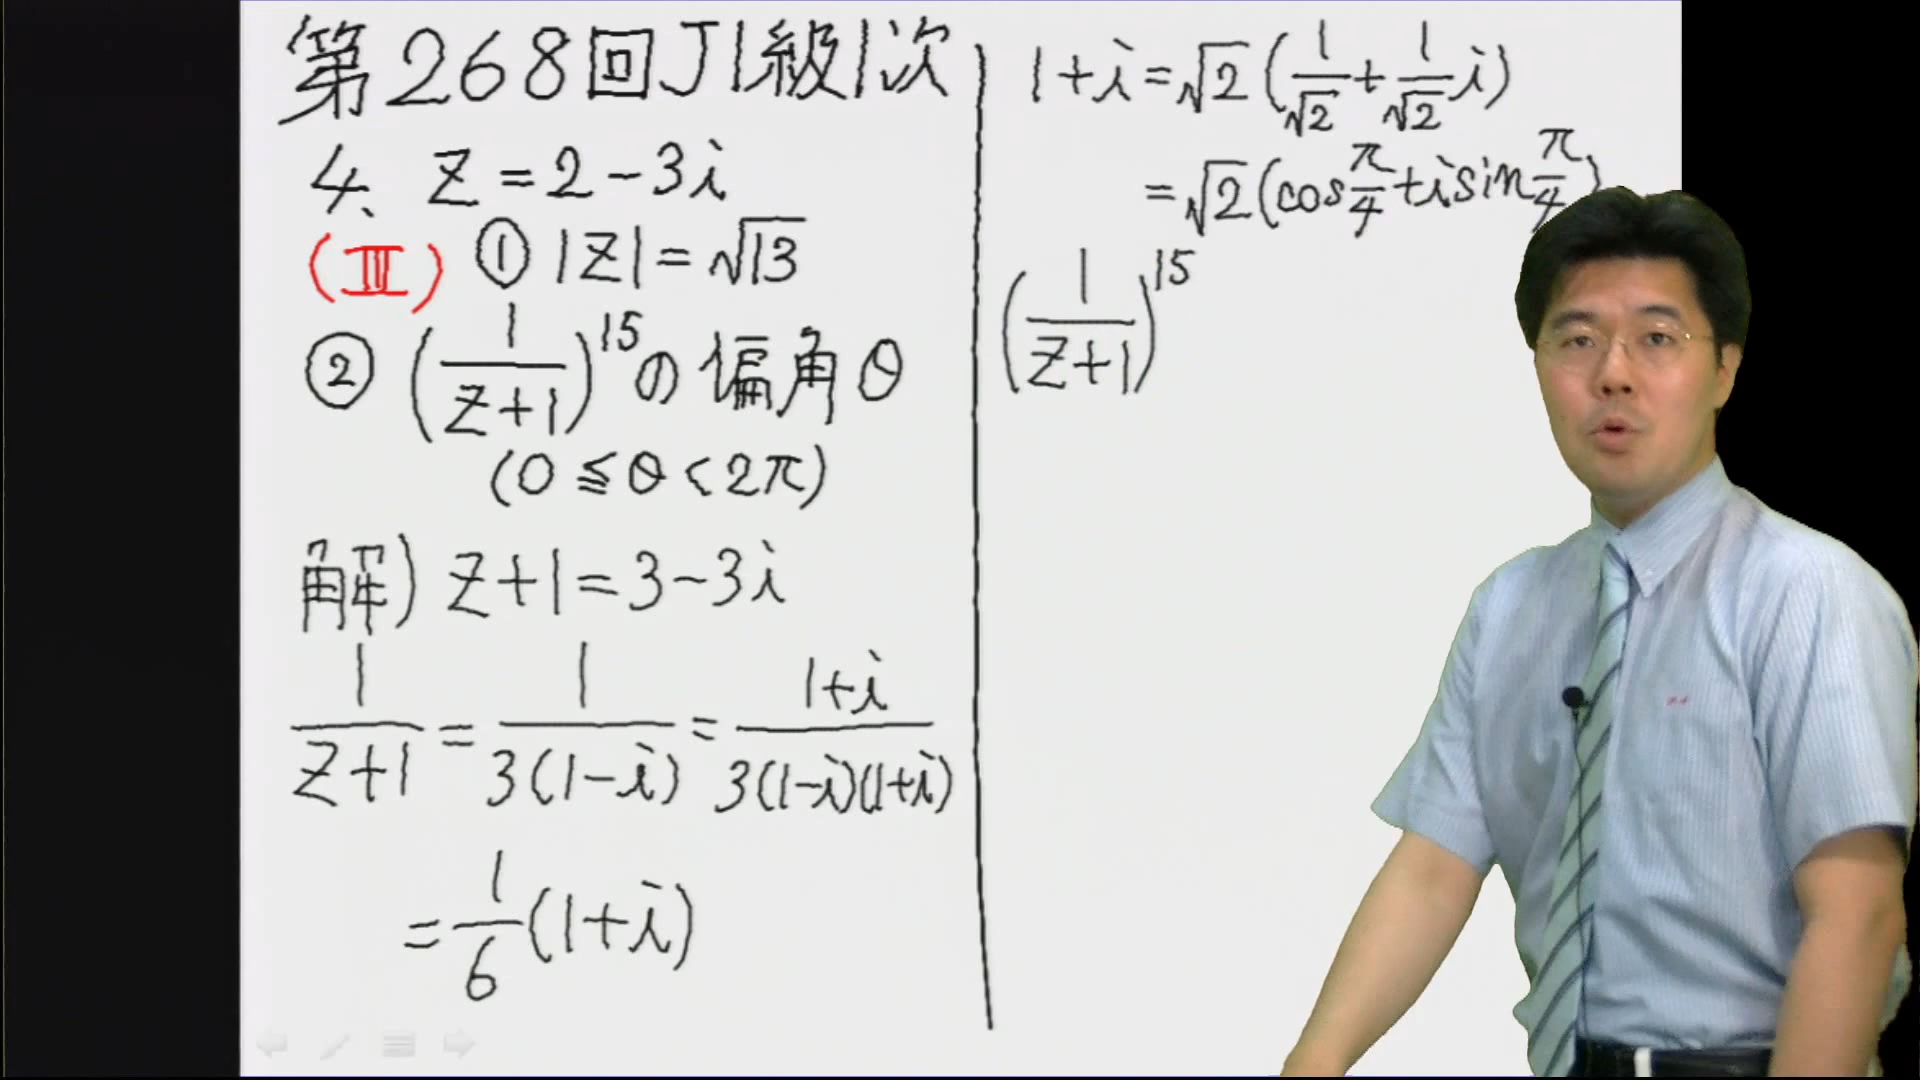 第268回J1級1次
4、 z = 2 - 3i
(Ⅲ) ① |z| = √13
② (1/(z+1))^15 の偏角θ
(0 ≦ θ < 2π)
解) z+1 = 3-3i
1/(z+1) = 1/(3(1-i)) = (1+i)/(3(1-i)(1+i))
= 1/6 (1+i)
1+i = √2 (1/√2 + 1/√2 i)
= √2 (cos π/4 + i sin π/4)
(1/(z+1))^15